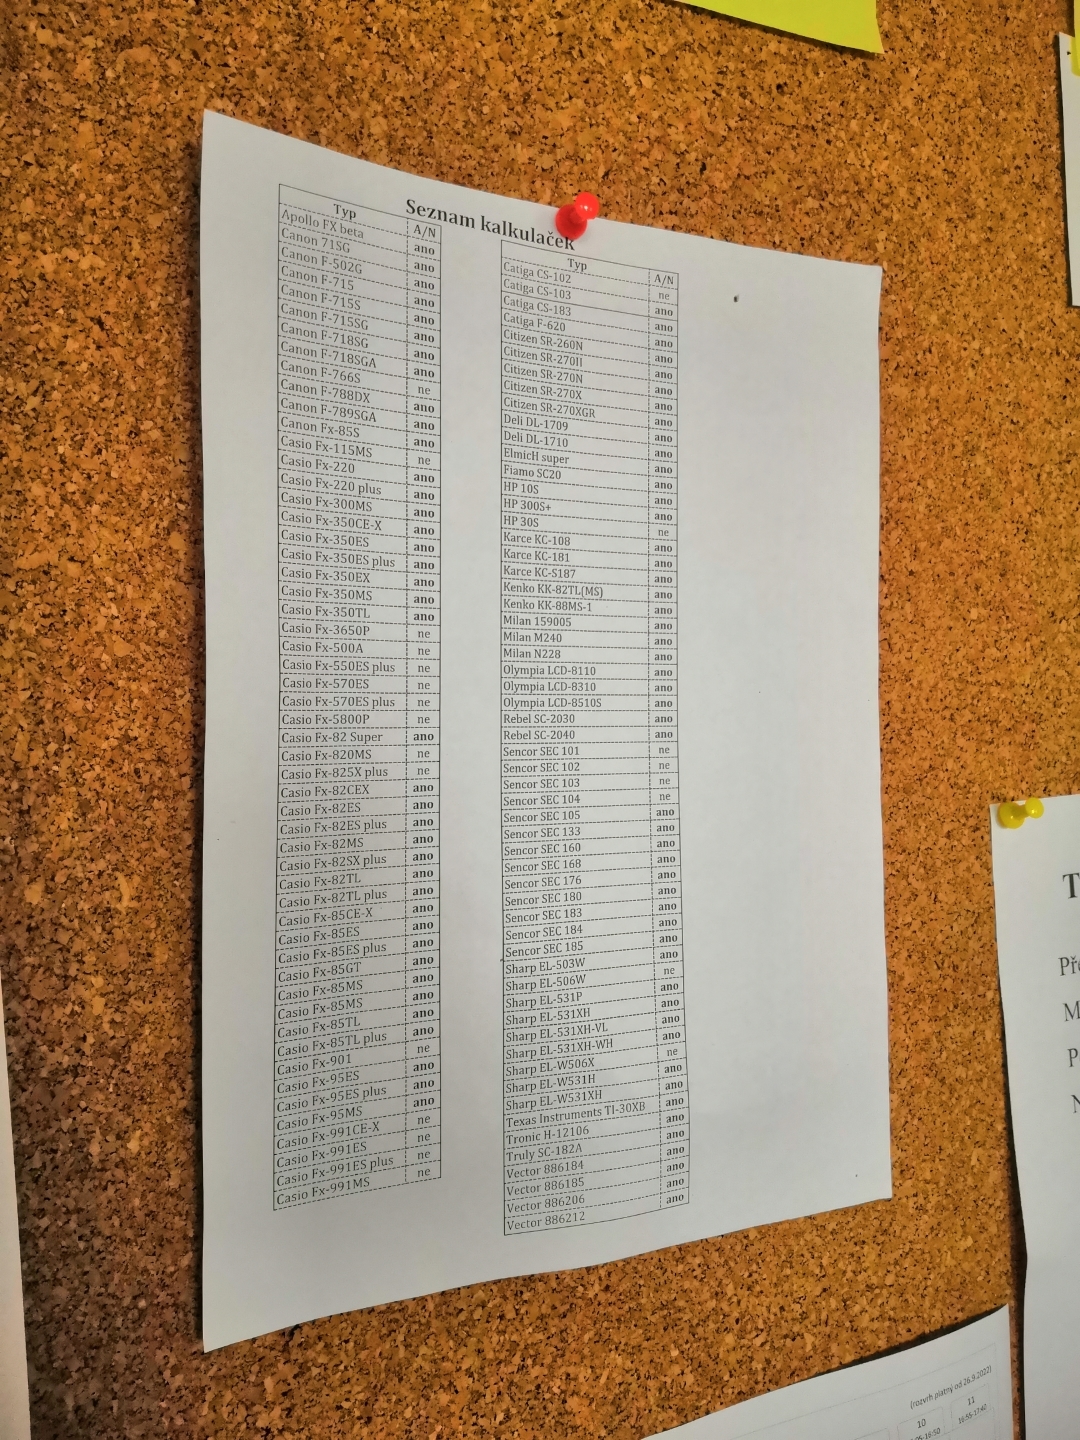 Seznam kalkulaček
Typ A/N
Apollo FX beta ano
Canon 71SG ano
Canon F-502G ano
Canon F-715 ano
Canon F-715S ano
Canon F-715SG ano
Canon F-718SG ano
Canon F-718SGA ano
Canon F-766S ne
Canon F-788DX ano
Canon F-789SGA ano
Canon Fx-85S ano
Casio Fx-115MS ne
Casio Fx-220 ano
Casio Fx-220 plus ano
Casio Fx-300MS ano
Casio Fx-350CE-X ano
Casio Fx-350ES ano
Casio Fx-350ES plus ano
Casio Fx-350EX ano
Casio Fx-350MS ano
Casio Fx-350TL ano
Casio Fx-3650P ne
Casio Fx-500A ne
Casio Fx-550ES plus ne
Casio Fx-570ES ne
Casio Fx-570ES plus ne
Casio Fx-5800P ne
Casio Fx-82 Super ano
Casio Fx-820MS ne
Casio Fx-825X plus ne
Casio Fx-82CEX ano
Casio Fx-82ES ano
Casio Fx-82ES plus ano
Casio Fx-82MS ano
Casio Fx-82SX plus ano
Casio Fx-82TL ano
Casio Fx-82TL plus ano
Casio Fx-85CE-X ano
Casio Fx-85ES ano
Casio Fx-85ES plus ano
Casio Fx-85GT ano
Casio Fx-85MS ano
Casio Fx-85MS ano
Casio Fx-85TL ano
Casio Fx-85TL plus ano
Casio Fx-901 ne
Casio Fx-95ES ano
Casio Fx-95ES plus ano
Casio Fx-95MS ano
Casio Fx-991CE-X ne
Casio Fx-991ES ne
Casio Fx-991ES plus ne
Casio Fx-991MS ne
Typ A/N
Catiga CS-102 ne
Catiga CS-103 ano
Catiga CS-183 ano
Catiga F-620 ano
Citizen SR-260N ano
Citizen SR-270II ano
Citizen SR-270N ano
Citizen SR-270X ano
Citizen SR-270XGR ano
Deli DL-1709 ano
Deli DL-1710 ano
ElmicH super ano
Fiamo SC20 ano
HP 10S ano
HP 300S+ ano
HP 30S ne
Karce KC-108 ano
Karce KC-181 ano
Karce KC-S187 ano
Kenko KK-82TL(MS) ano
Kenko KK-88MS-1 ano
Milan 159005 ano
Milan M240 ano
Milan N228 ano
Olympia LCD-8110 ano
Olympia LCD-8310 ano
Olympia LCD-8510S ano
Rebel SC-2030 ano
Rebel SC-2040 ano
Sencor SEC 101 ne
Sencor SEC 102 ne
Sencor SEC 103 ne
Sencor SEC 104 ne
Sencor SEC 105 ano
Sencor SEC 133 ano
Sencor SEC 160 ano
Sencor SEC 168 ano
Sencor SEC 176 ano
Sencor SEC 180 ano
Sencor SEC 183 ano
Sencor SEC 184 ano
Sencor SEC 185 ano
Sharp EL-503W ano
Sharp EL-506W ne
Sharp EL-531P ano
Sharp EL-531XH ano
Sharp EL-531XH-VL ano
Sharp EL-531XH-WH ano
Sharp EL-W506X ne
Sharp EL-W531H ano
Sharp EL-W531XH ano
Texas Instruments TI-30XB ano
Tronic H-12106 ano
Truly SC-182A ano
Vector 886184 ano
Vector 886185 ano
Vector 886206 ano
Vector 886212 ano
(rozvrh platný od 26.9.2022)
10 11
16:55-17:40